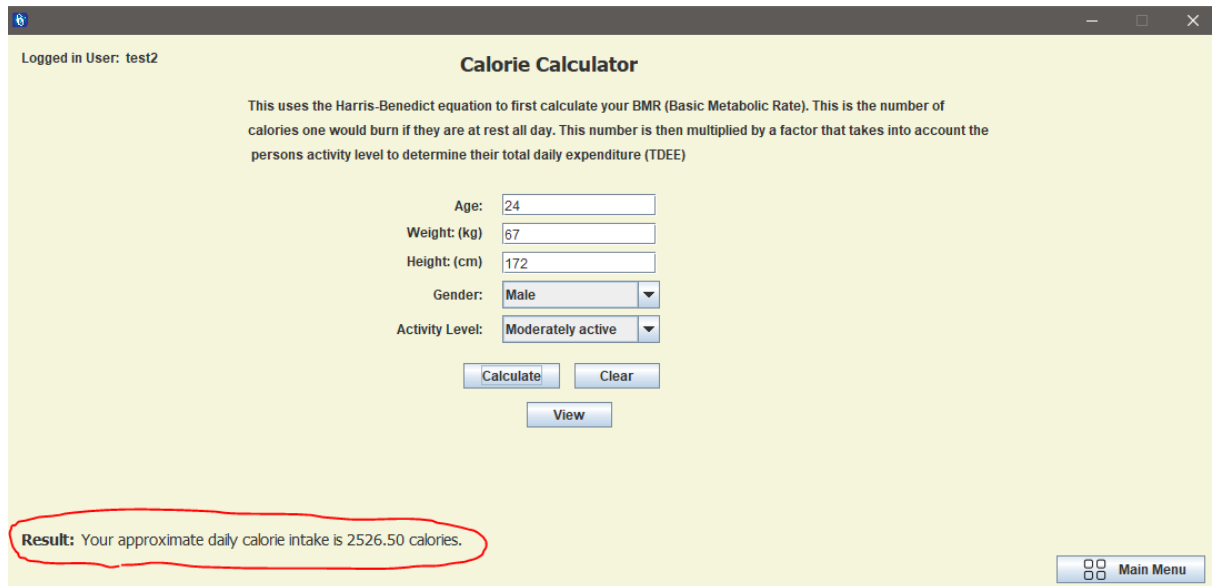 Logged in User: test2
Calorie Calculator
This uses the Harris-Benedict equation to first calculate your BMR (Basic Metabolic Rate). This is the number of
calories one would burn if they are at rest all day. This number is then multiplied by a factor that takes into account the
persons activity level to determine their total daily expenditure (TDEE)
Age: 24
Weight: (kg) 67
Height: (cm) 172
Gender: Male
Activity Level: Moderately active
Calculate Clear
View
Result: Your approximate daily calorie intake is 2526.50 calories.
Main Menu